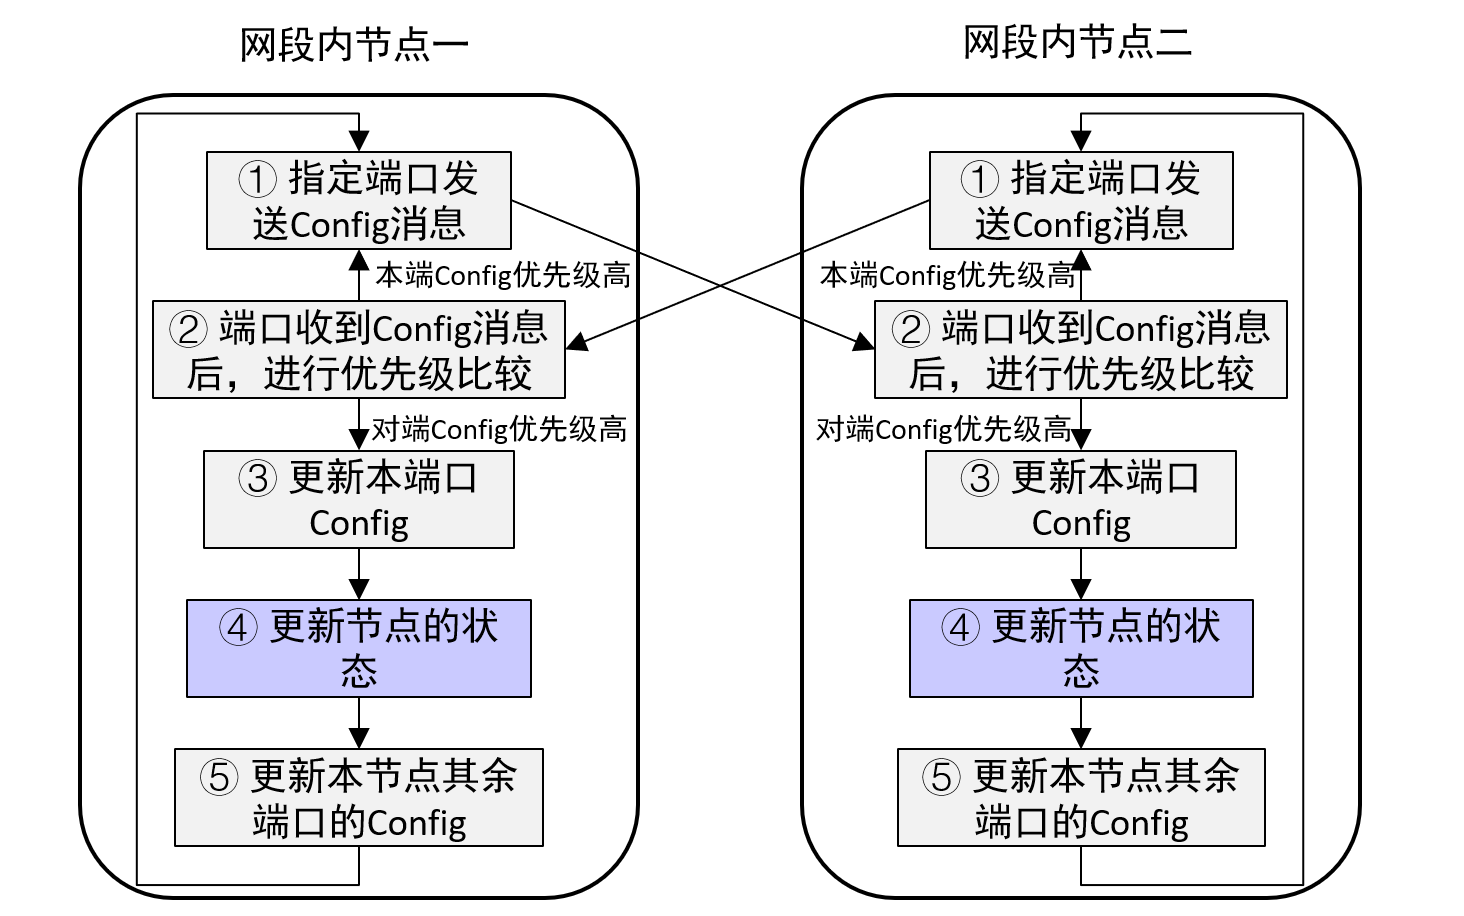 网段内节点一
① 指定端口发
送Config消息
本端Config优先级高
② 端口收到Config消息
后，进行优先级比较
对端Config优先级高
③ 更新本端口
Config
④ 更新节点的状
态
⑤ 更新本节点其余
端口的Config
网段内节点二
① 指定端口发
送Config消息
本端Config优先级高
② 端口收到Config消息
后，进行优先级比较
对端Config优先级高
③ 更新本端口
Config
④ 更新节点的状
态
⑤ 更新本节点其余
端口的Config